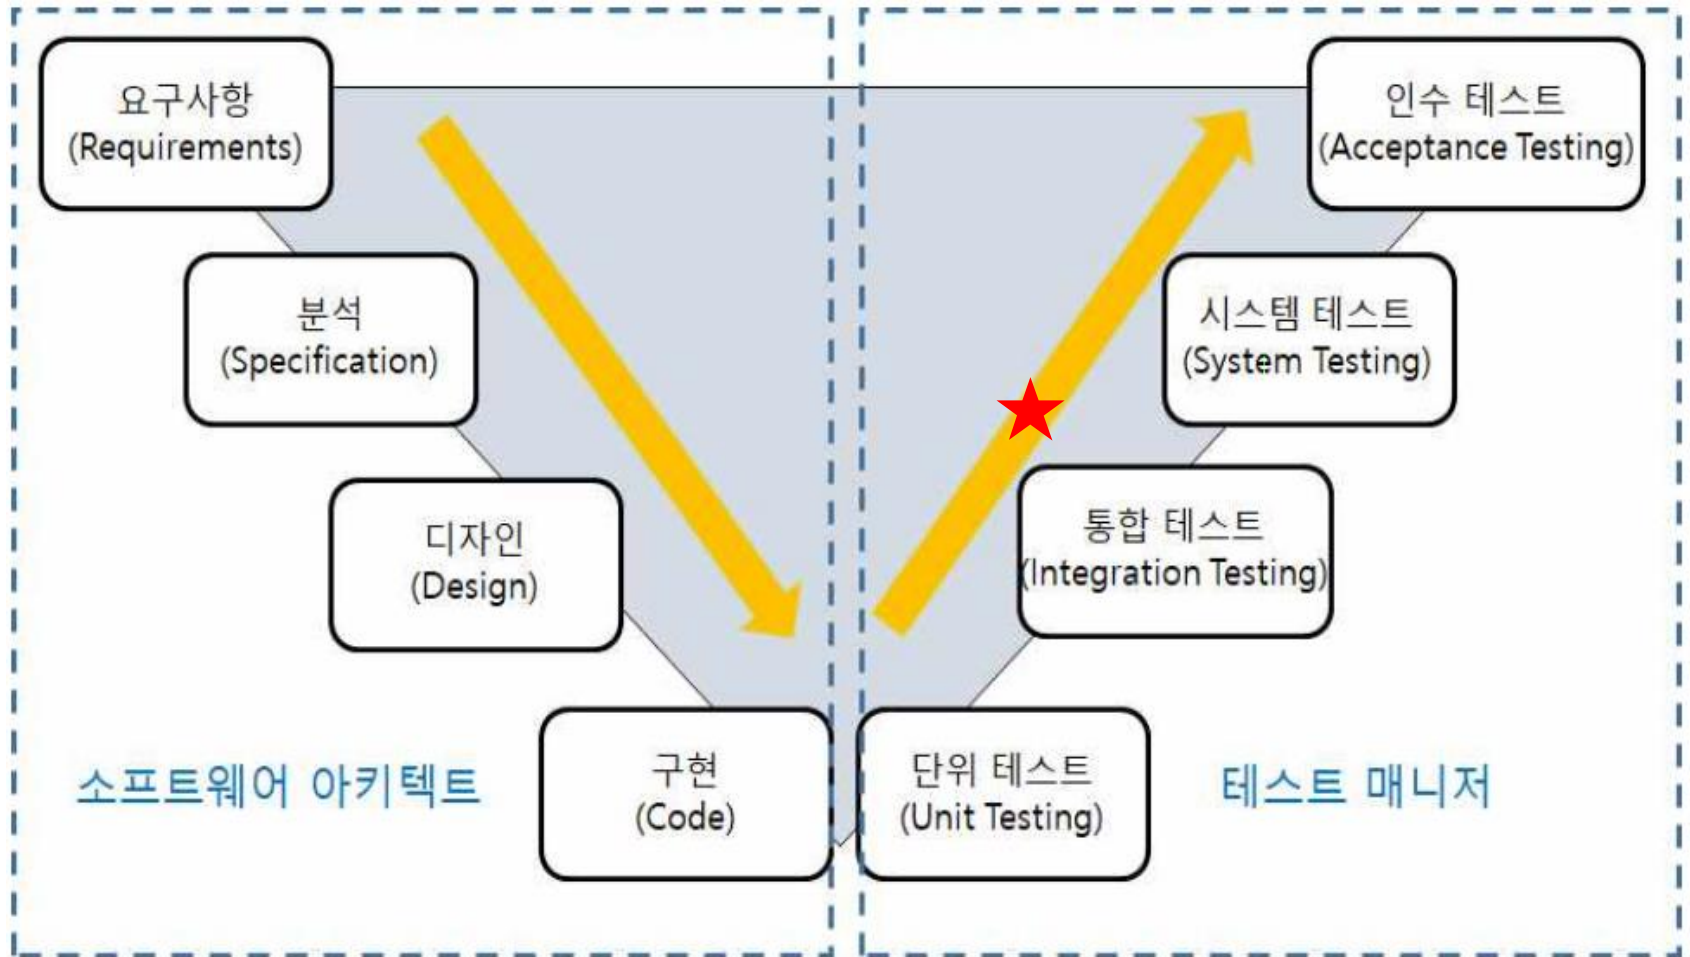 요구사항
(Requirements)
분석
(Specification)
디자인
(Design)
구현
(Code)
소프트웨어 아키텍트
인수 테스트
(Acceptance Testing)
시스템 테스트
(System Testing)
통합 테스트
(Integration Testing)
단위 테스트
(Unit Testing)
테스트 매니저